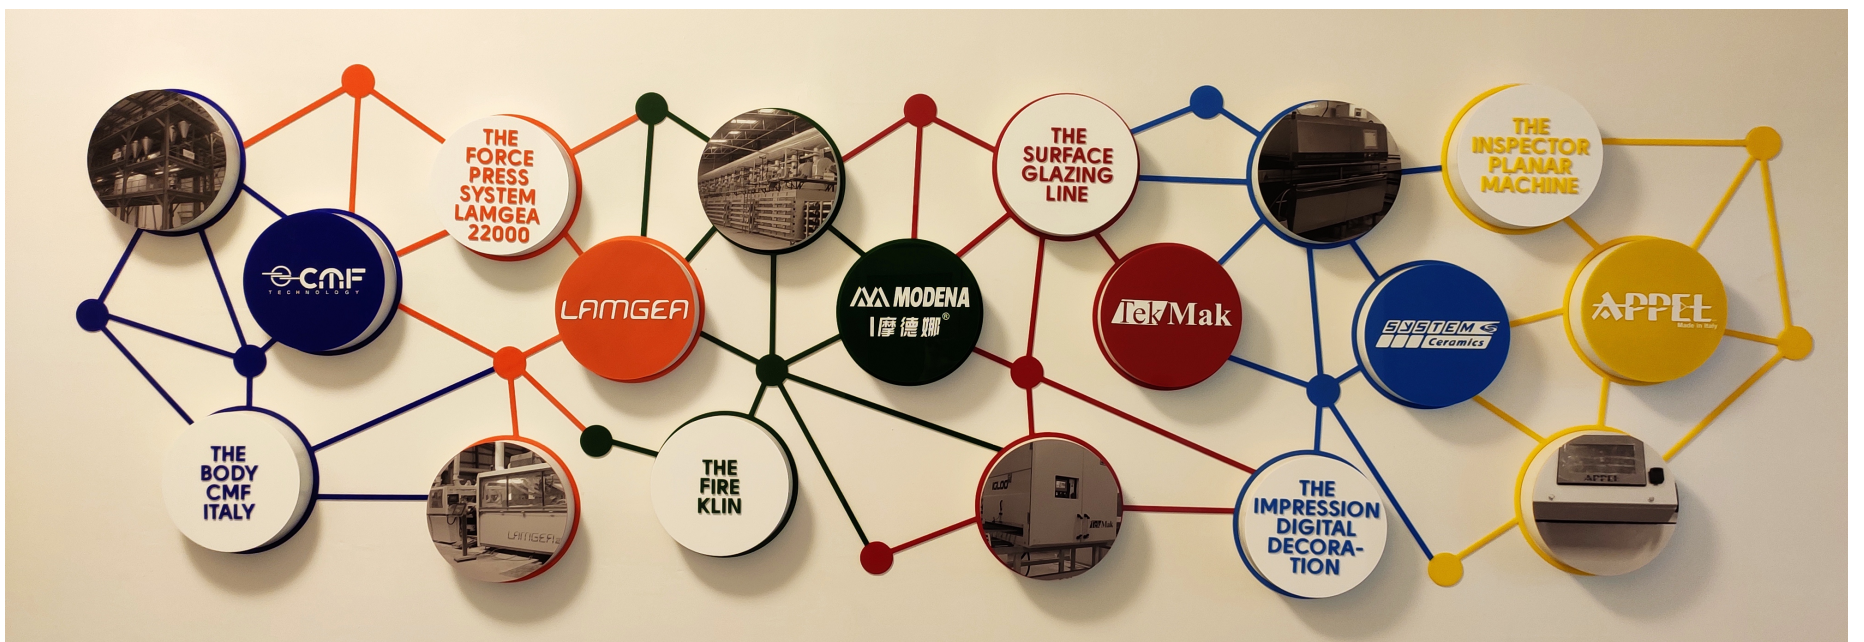 THE
FORCE
PRESS
SYSTEM
LAMGEA
22000
THE
SURFACE
GLAZING
LINE
THE
INSPECTOR
PLANAR
MACHINE
CMF
TECHNOLOGY
LAMGEA
MODENA
摩德娜®
TekMak
SYSTEM
Ceramics
APPEL
Made in Italy
THE
BODY
CMF
ITALY
LAMGEA
THE
FIRE
KLIN
TekMak
THE
IMPRESSION
DIGITAL
DECORA-
TION
APPEL